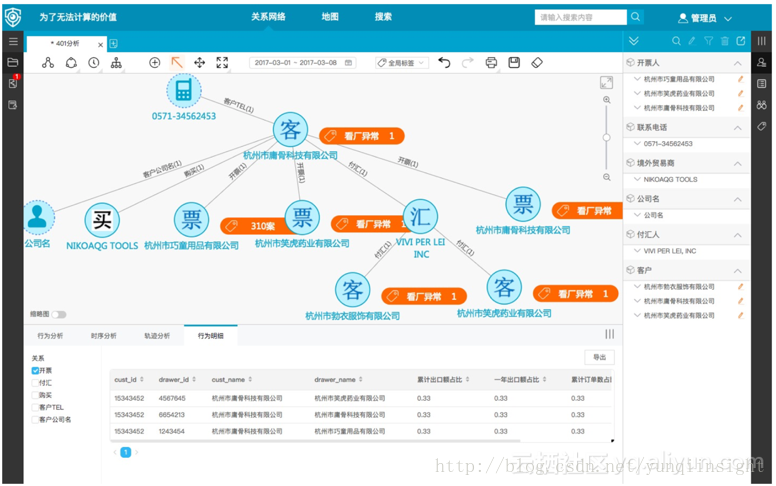 为了无法计算的价值
关系网络
地图
搜索
请输入搜索内容
管理员
* 401分析
1
2017-03-01 ~ 2017-03-08
全局标签
0571-34562453
客户TEL(1)
客
看厂异常 1
杭州市庸骨科技有限公司
客户公司名(1)
购买(1)
开票(1)
开票(1)
付汇(1)
开票(1)
公司名
买
NIKOAQG TOOLS
票
杭州市巧童用品有限公司
310案
票
杭州市笑虎药业有限公司
看厂异常 1
汇
VIVI PER LEI
INC
票
杭州市庸骨科技有限公司
看厂异常
付汇(1)
付汇(1)
客
杭州市勃衣服饰有限公司
看厂异常 1
客
杭州市笑虎药业有限公司
看厂异常 1
缩略图
开票人
杭州市童用品有限公司
杭州市笑虎药业有限公司
杭州市庸骨科技有限公司
联系电话
0571-34562453
境外贸易商
NIKOAQG TOOLS
公司名
公司名
付汇人
VIVI PER LEI, INC
客户
杭州市勃衣服饰有限公司
杭州市庸骨科技有限公司
杭州市笑虎药业有限公司
行为分析
时序分析
轨迹分析
行为明细
关系
开票
付汇
购买
客户TEL
客户公司名
导出
cust_Id drawer_Id cust_name drawer_name 累计出口额占比 一年出口额占比 累计订单数占
15343452 4567645 杭州市庸骨科技有限公司 杭州市笑虎药业有限公司 0.33 0.33 0.33
15343452 6654213 杭州市庸骨科技有限公司 杭州市庸骨科技有限公司 0.33 0.33 0.33
15343452 1243454 杭州市庸骨科技有限公司 杭州市巧童用品有限公司 0.33 0.33 0.33
1
云栖社区 yq.aliyun.com
http://blog.csdn.net/yunqiinsight